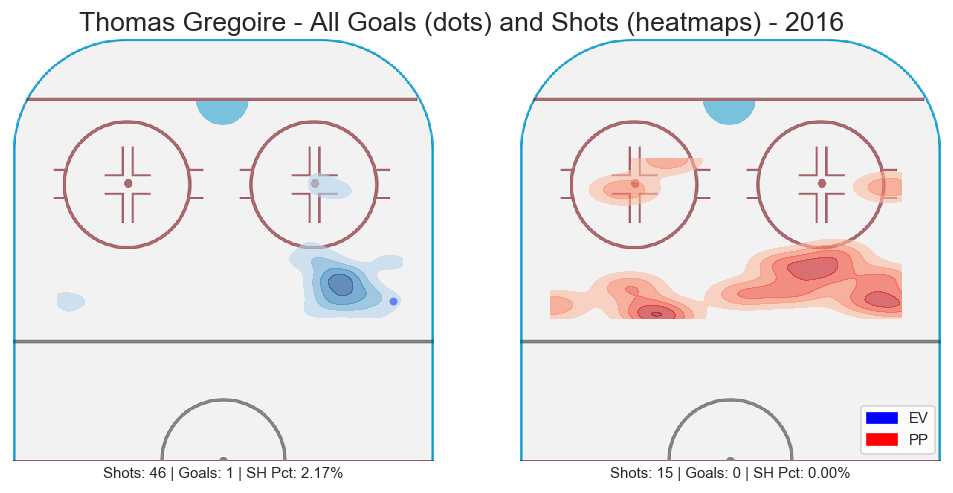 Thomas Gregoire - All Goals (dots) and Shots (heatmaps) - 2016
EV
PP
Shots: 46 | Goals: 1 | SH Pct: 2.17%
Shots: 15 | Goals: 0 | SH Pct: 0.00%